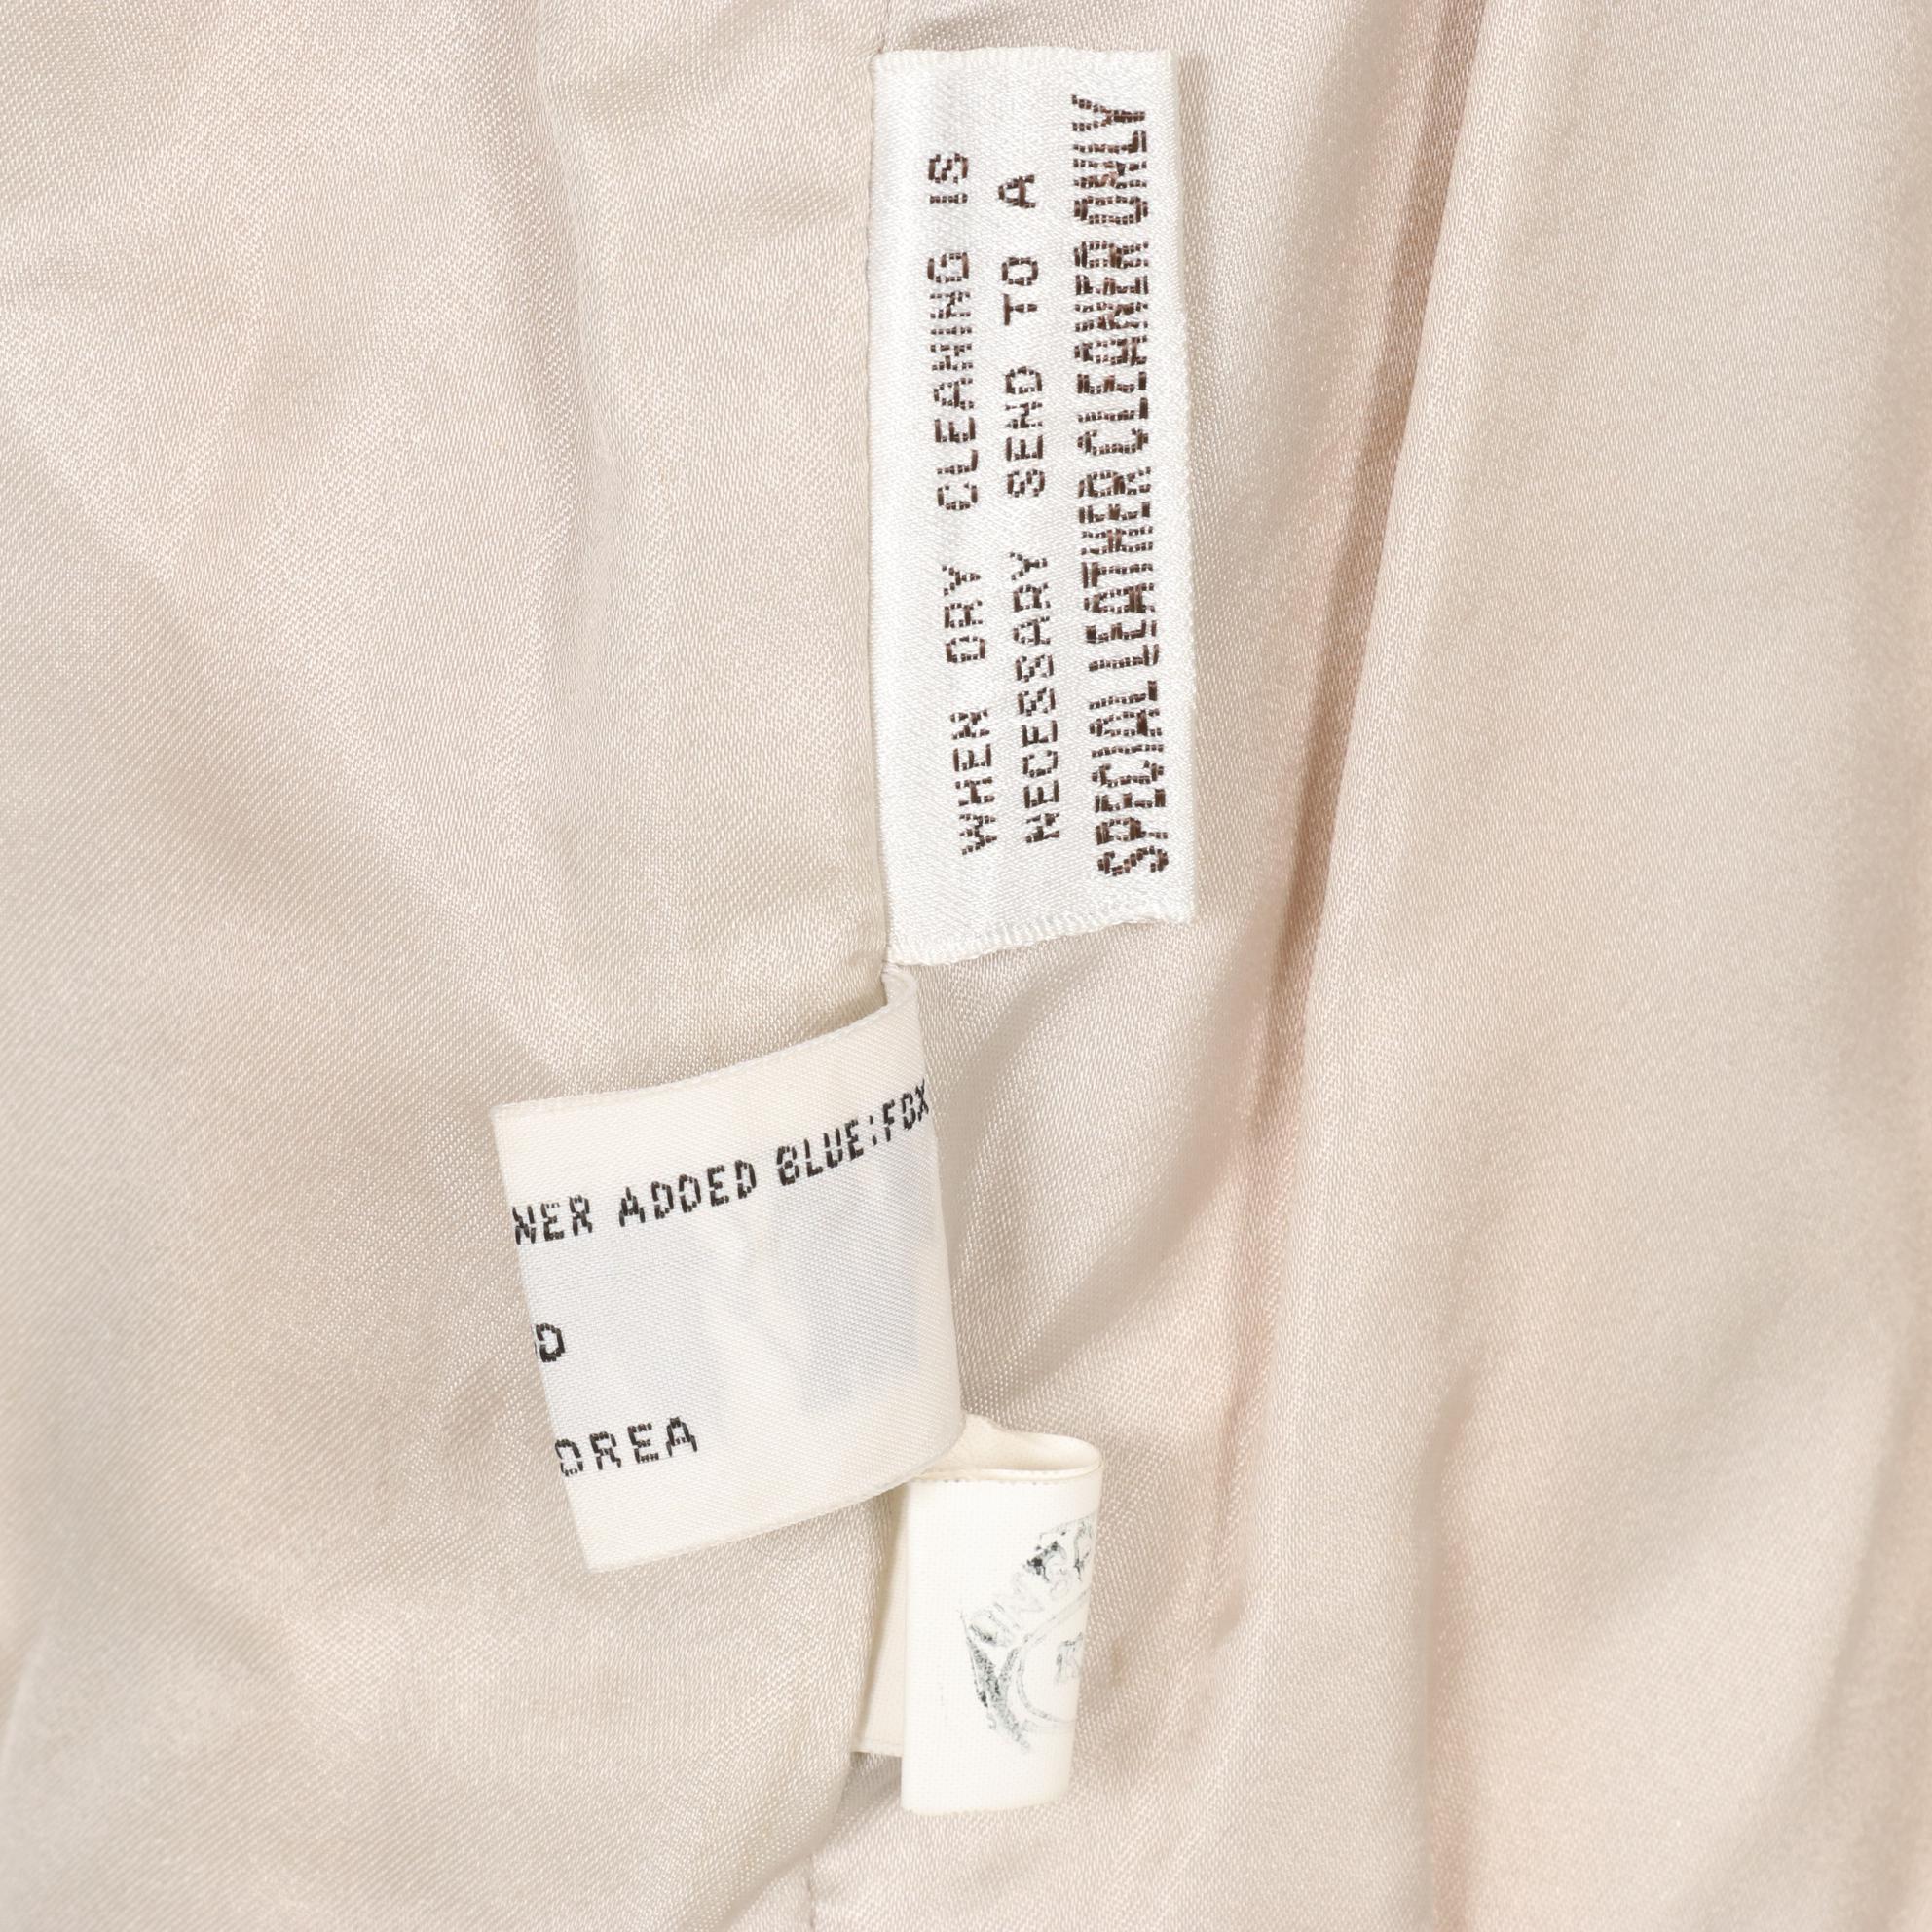 WHEN DRY CLEANING IS
NECESSARY SEND TO A
SPECIAL LEATHER CLEANER ONLY
NER ADDED BLUE:FOX
D
OREA